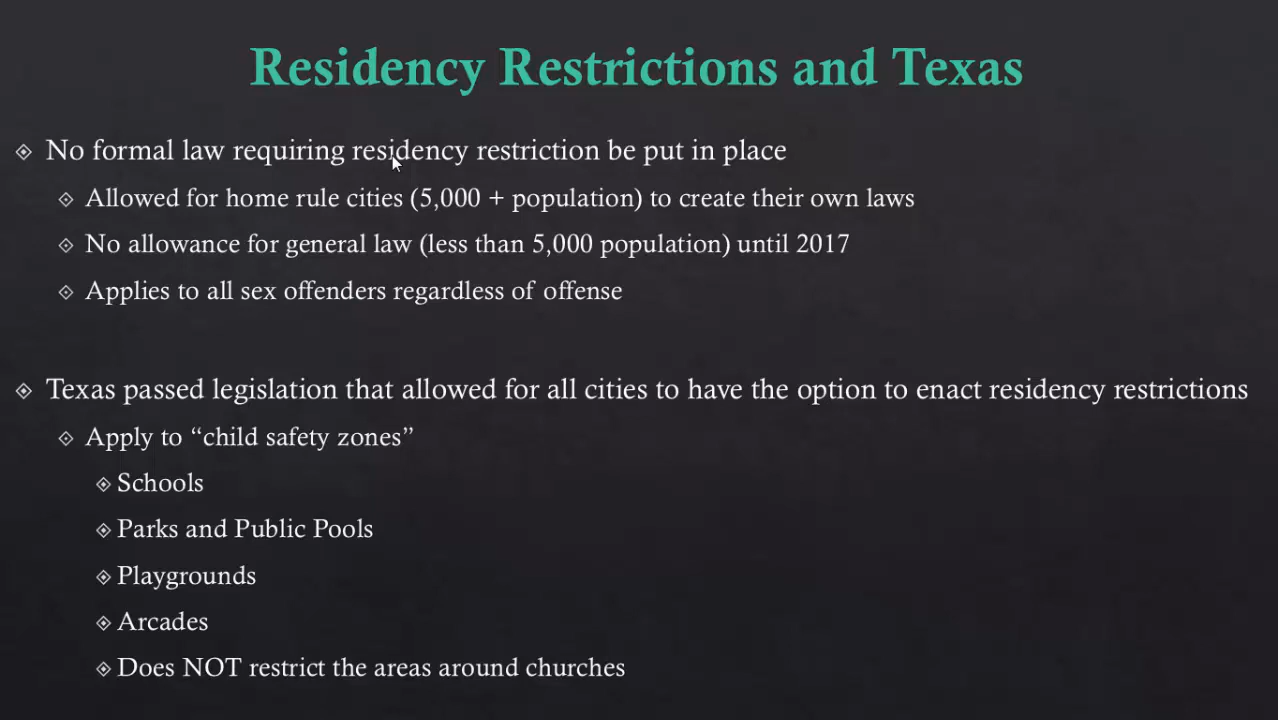 Residency Restrictions and Texas
No formal law requiring residency restriction be put in place
Allowed for home rule cities (5,000 + population) to create their own laws
No allowance for general law (less than 5,000 population) until 2017
Applies to all sex offenders regardless of offense
Texas passed legislation that allowed for all cities to have the option to enact residency restrictions
Apply to “child safety zones”
Schools
Parks and Public Pools
Playgrounds
Arcades
Does NOT restrict the areas around churches